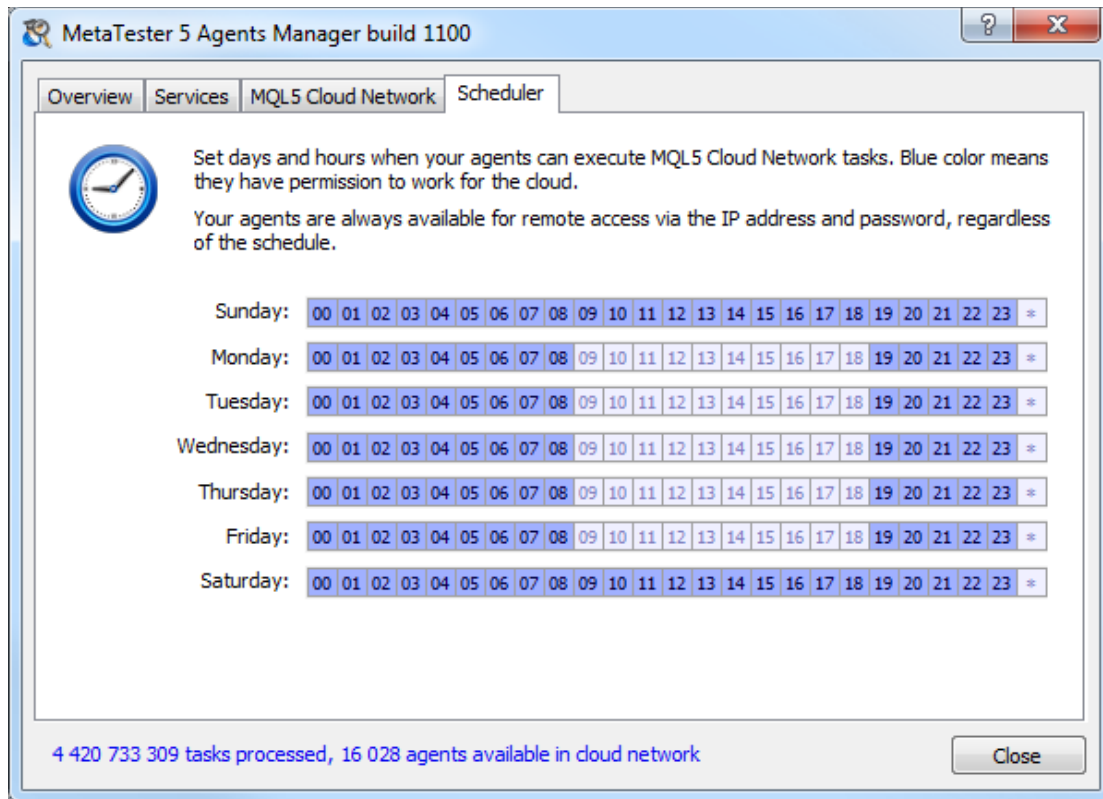 MetaTester 5 Agents Manager build 1100
Overview Services MQL5 Cloud Network Scheduler
Set days and hours when your agents can execute MQL5 Cloud Network tasks. Blue color means
they have permission to work for the cloud.
Your agents are always available for remote access via the IP address and password, regardless
of the schedule.
Sunday: 00 01 02 03 04 05 06 07 08 09 10 11 12 13 14 15 16 17 18 19 20 21 22 23 *
Monday: 00 01 02 03 04 05 06 07 08 09 10 11 12 13 14 15 16 17 18 19 20 21 22 23 *
Tuesday: 00 01 02 03 04 05 06 07 08 09 10 11 12 13 14 15 16 17 18 19 20 21 22 23 *
Wednesday: 00 01 02 03 04 05 06 07 08 09 10 11 12 13 14 15 16 17 18 19 20 21 22 23 *
Thursday: 00 01 02 03 04 05 06 07 08 09 10 11 12 13 14 15 16 17 18 19 20 21 22 23 *
Friday: 00 01 02 03 04 05 06 07 08 09 10 11 12 13 14 15 16 17 18 19 20 21 22 23 *
Saturday: 00 01 02 03 04 05 06 07 08 09 10 11 12 13 14 15 16 17 18 19 20 21 22 23 *
4 420 733 309 tasks processed, 16 028 agents available in cloud network
Close